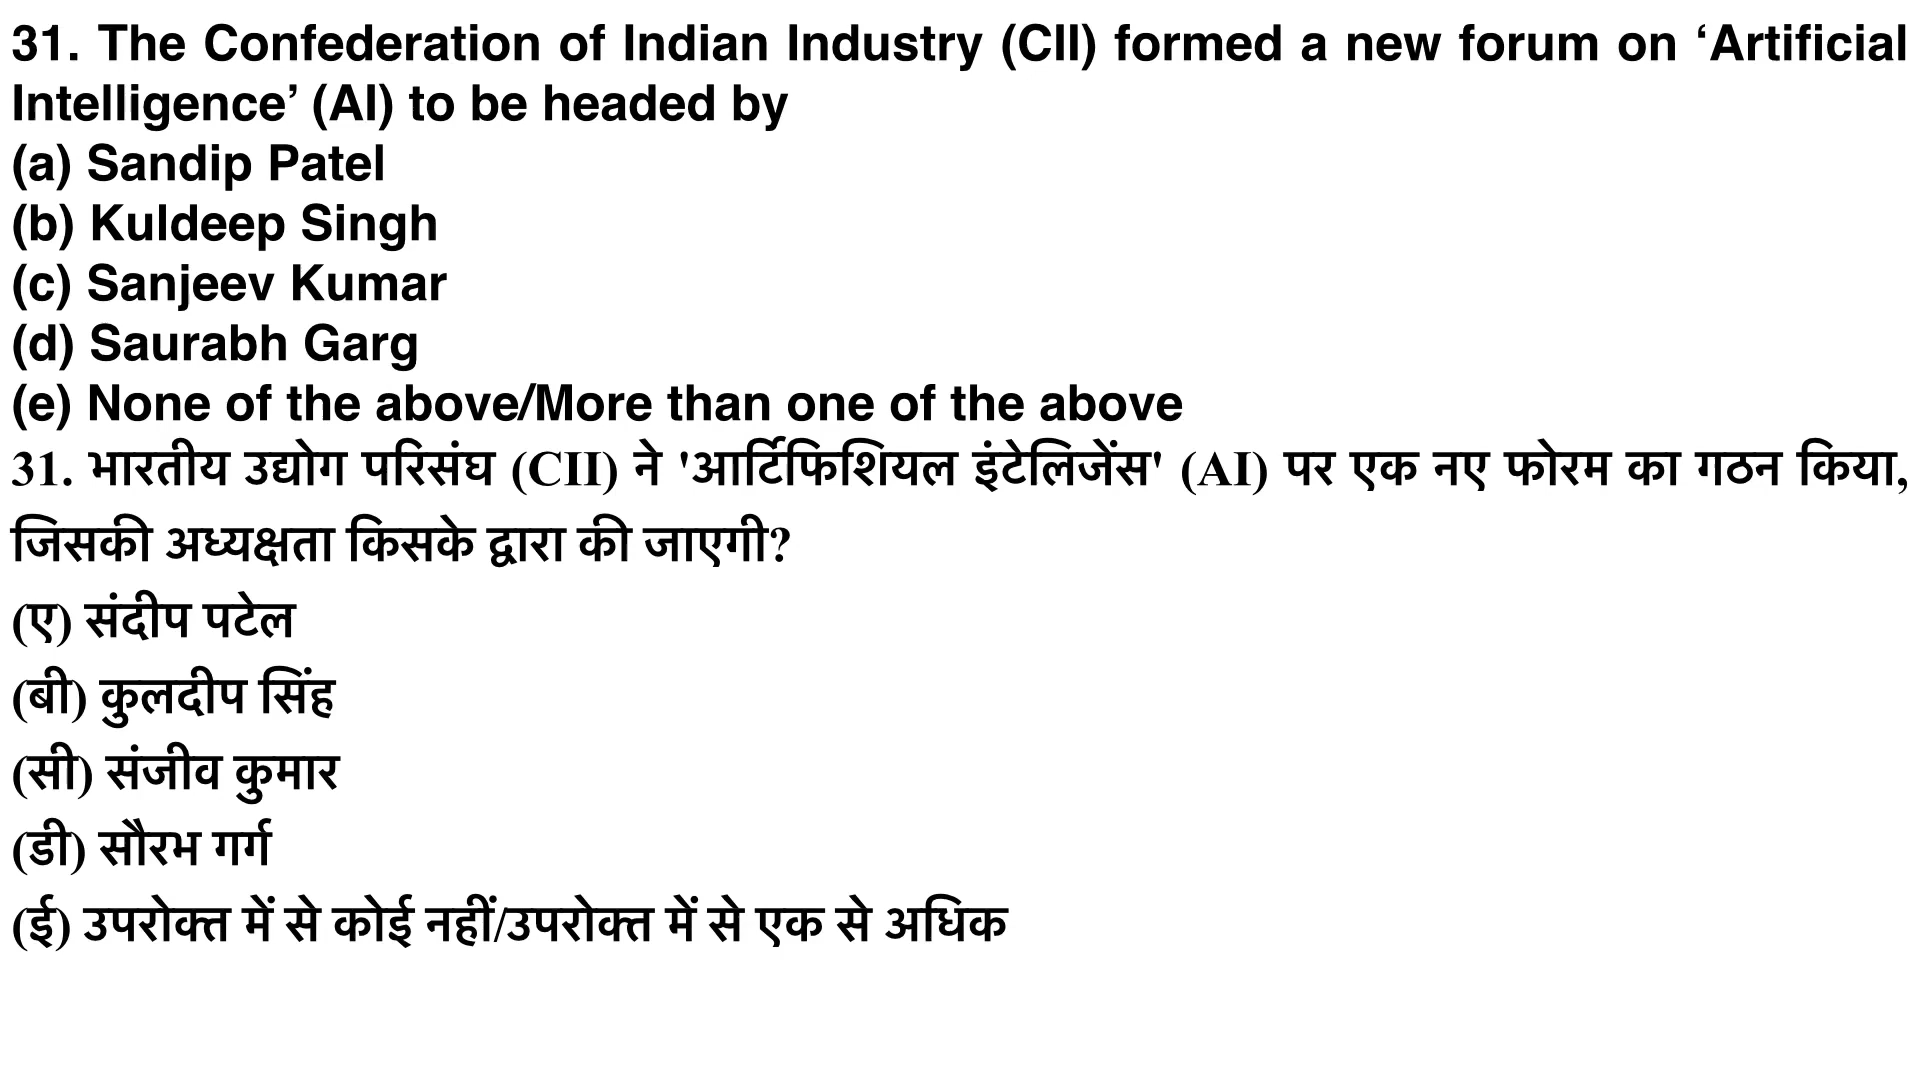 31. The Confederation of Indian Industry (CII) formed a new forum on ‘Artificial
Intelligence’ (AI) to be headed by
(a) Sandip Patel
(b) Kuldeep Singh
(c) Sanjeev Kumar
(d) Saurabh Garg
(e) None of the above/More than one of the above
31. भारतीय उद्योग परिसंघ (CII) ने 'आर्टिफिशियल इंटेलिजेंस' (AI) पर एक नए फोरम का गठन किया,
जिसकी अध्यक्षता किसके द्वारा की जाएगी?
(ए) संदीप पटेल
(बी) कुलदीप सिंह
(सी) संजीव कुमार
(डी) सौरभ गर्ग
(ई) उपरोक्त में से कोई नहीं/उपरोक्त में से एक से अधिक